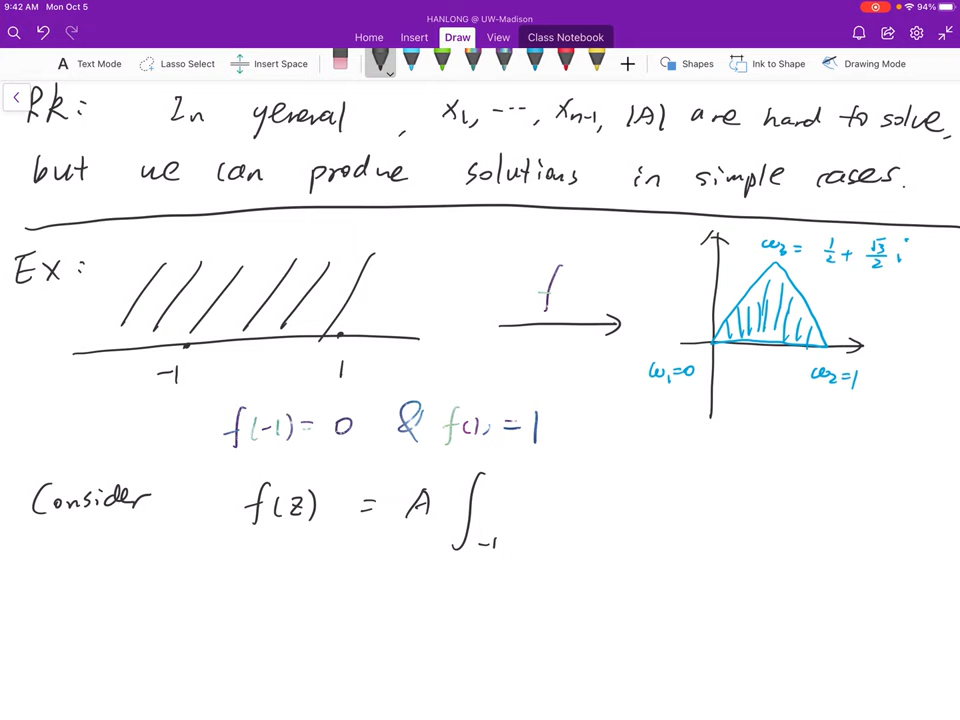 9:42 AM Mon Oct 5
94%
HANLONG @ UW-Madison
Home Insert Draw View Class Notebook
Text Mode Lasso Select Insert Space Shapes Ink to Shape Drawing Mode
Rk: In general, x₁, ..., xₙ₋₁, |A| are hard to solve,
but we can produce solutions in simple cases.
Ex:
f
ω₃ = 1/2 + √3/2 i
-1 1
ω₁=0 ω₂=1
f(-1)= 0 & f(1) = 1
Consider f(z) = A ∫₋₁